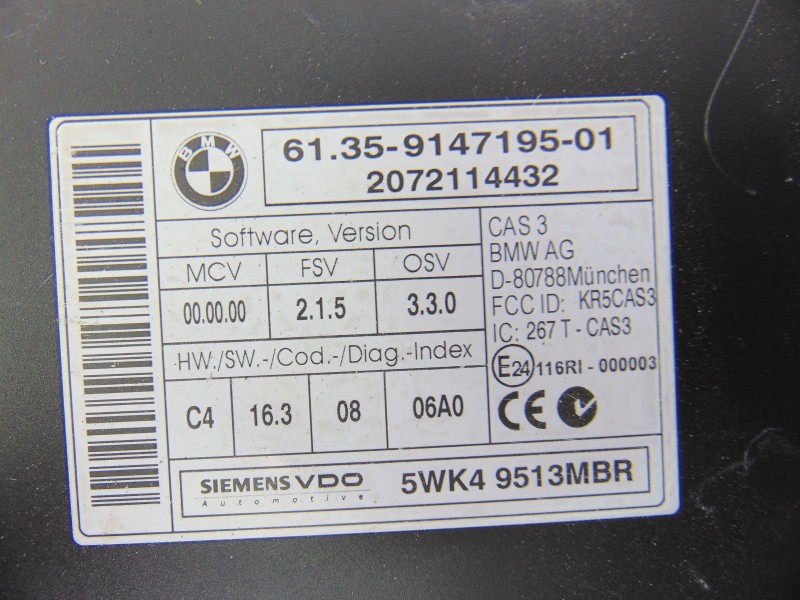 BMW
61.35-9147195-01
2072114432
Software, Version
MCV FSV OSV
00.00.00 2.1.5 3.3.0
HW./SW.-/Cod.-/Diag.-Index
C4 16.3 08 06A0
CAS 3
BMW AG
D-80788München
FCC ID: KR5CAS3
IC: 267 T - CAS3
E24 116RI - 000003
CE
SIEMENS VDO
Automotive
5WK4 9513MBR